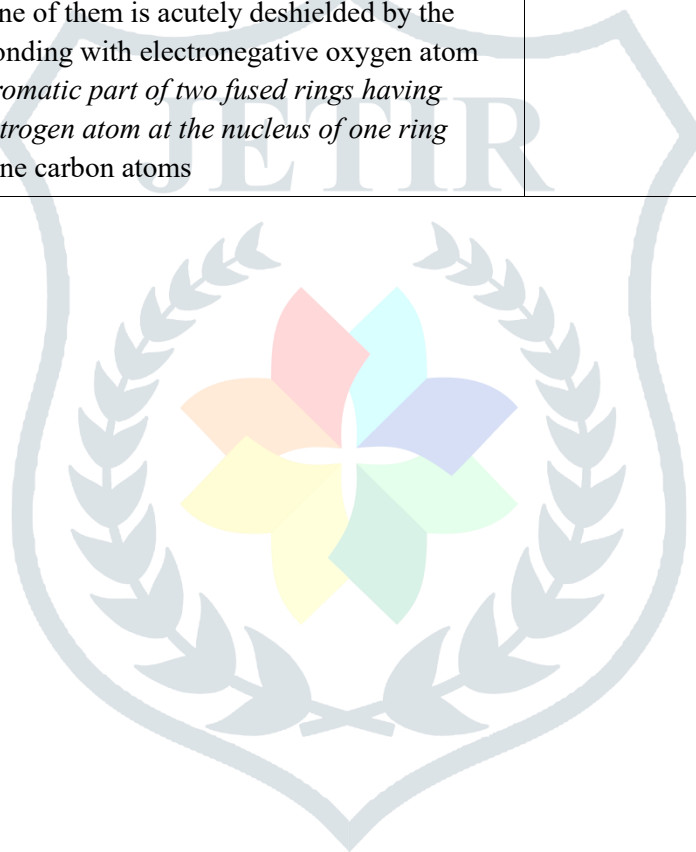 ne of them is acutely deshielded by the
onding with electronegative oxygen atom
romatic part of two fused rings having
trogen atom at the nucleus of one ring
ne carbon atoms
JETIR